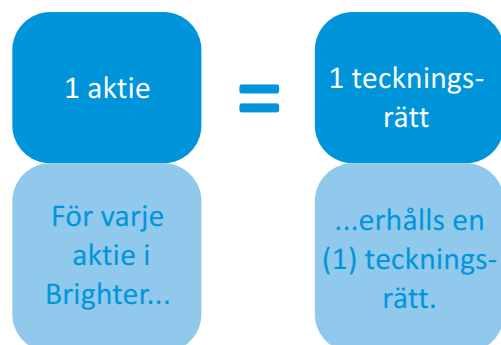 1 aktie
=
1 tecknings-
rätt
För varje
aktie i
Brighter...
...erhålls en
(1) tecknings-
rätt.